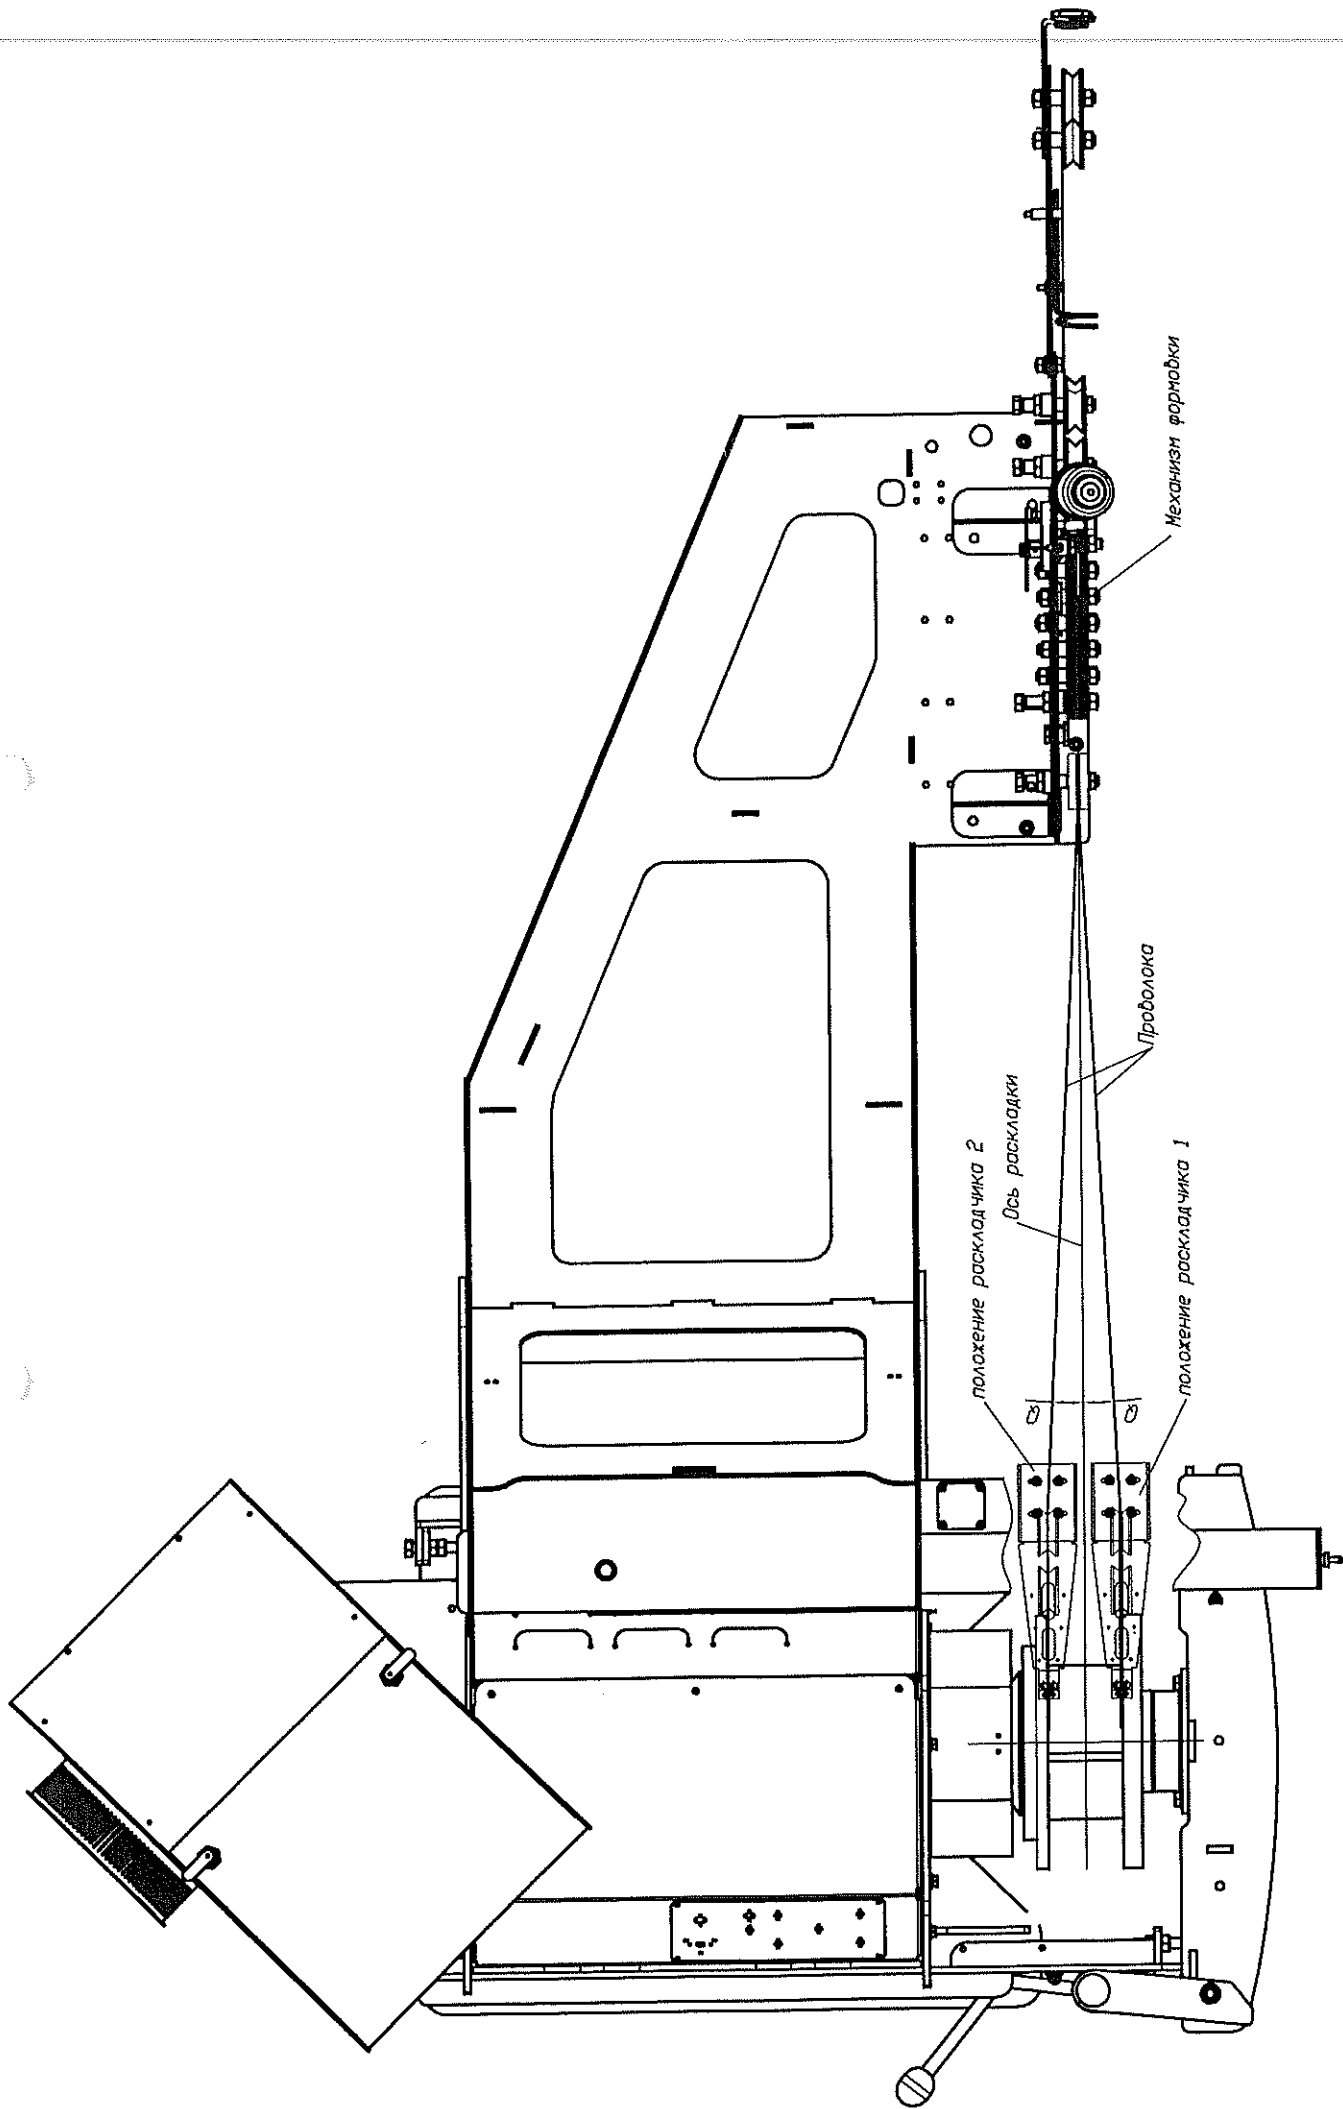 Механизм формовки
Проволока
Ось раскладки
положение раскладчика 2
положение раскладчика 1
α
α